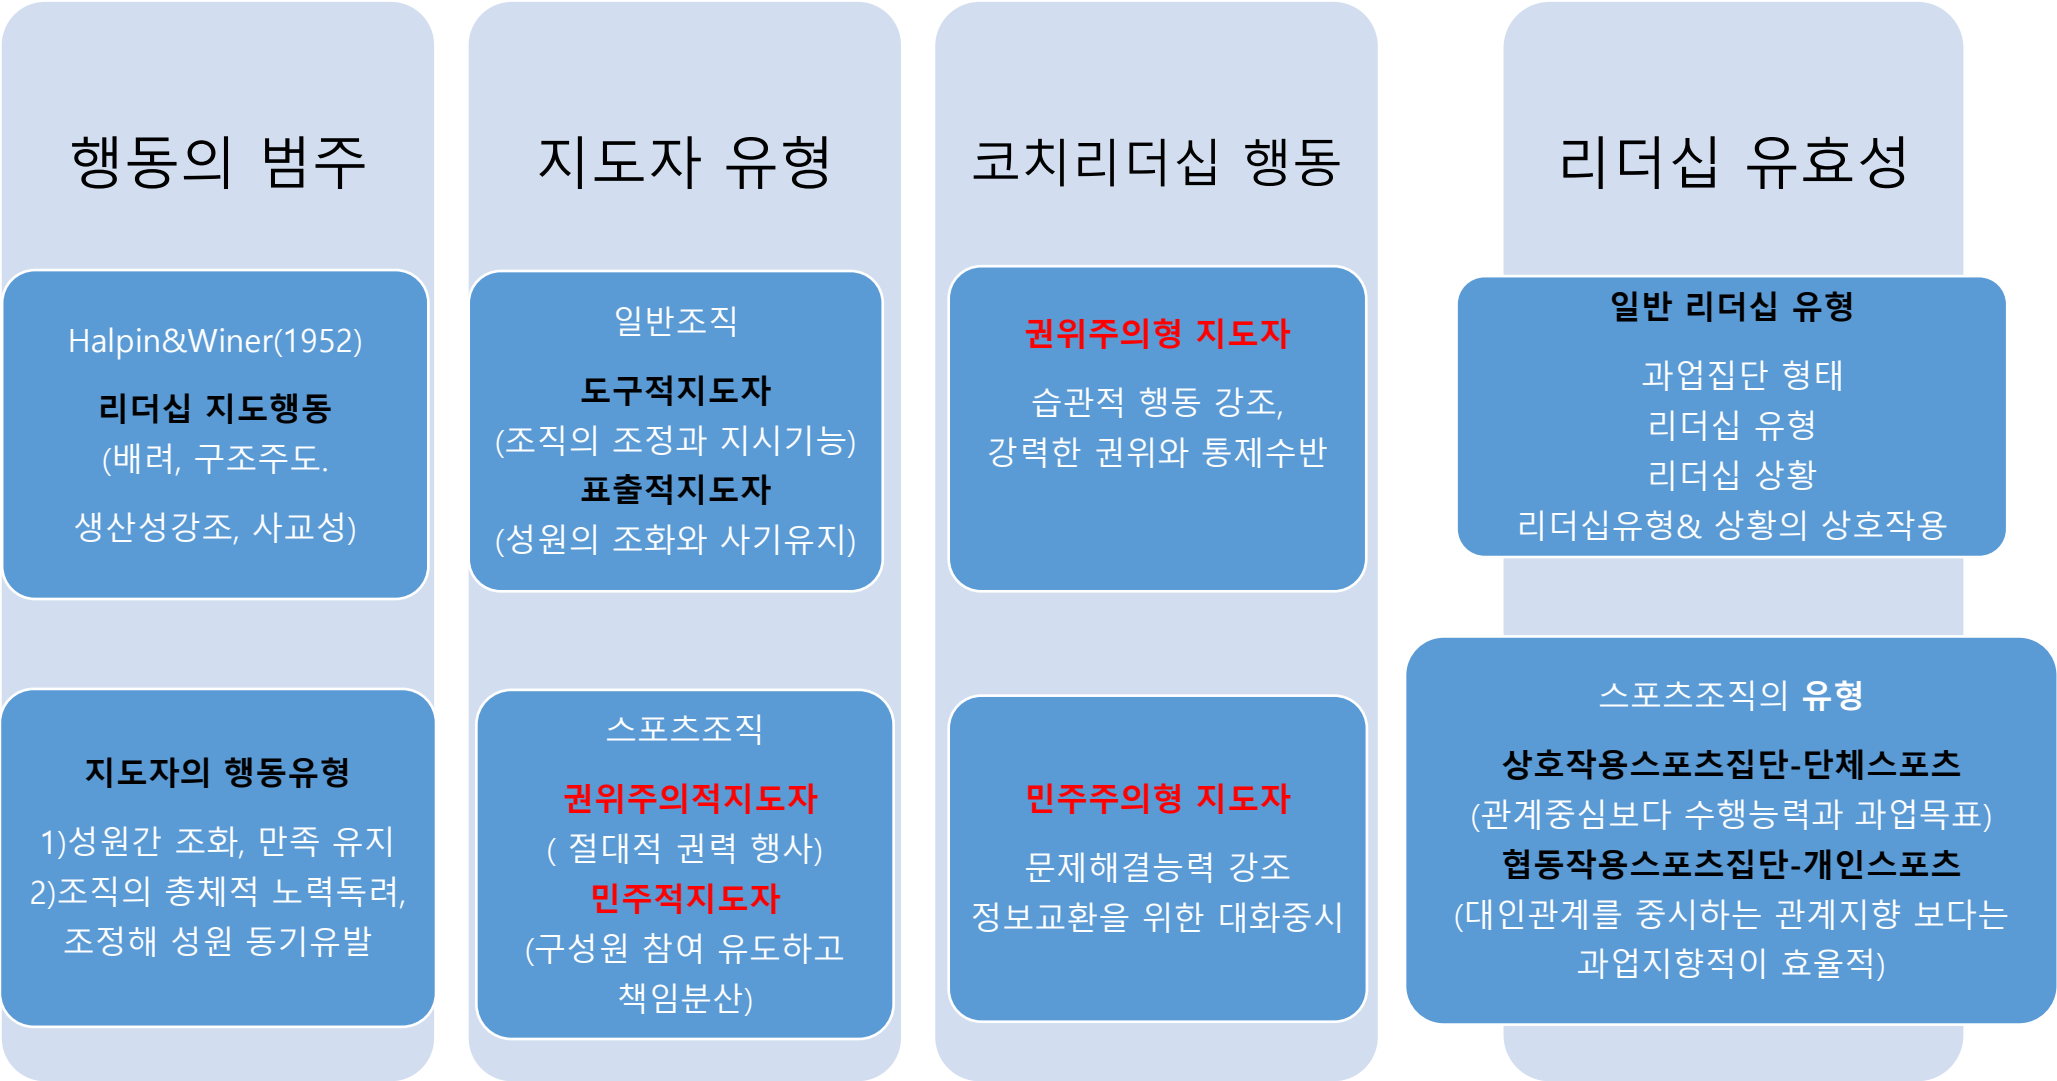 행동의 범주
Halpin&Winer(1952)
리더십 지도행동
(배려, 구조주도.
생산성강조, 사교성)
지도자의 행동유형
1)성원간 조화, 만족 유지
2)조직의 총체적 노력독려,
조정해 성원 동기유발
지도자 유형
일반조직
도구적지도자
(조직의 조정과 지시기능)
표출적지도자
(성원의 조화와 사기유지)
스포츠조직
권위주의적지도자
( 절대적 권력 행사)
민주적지도자
(구성원 참여 유도하고
책임분산)
코치리더십 행동
권위주의형 지도자
습관적 행동 강조,
강력한 권위와 통제수반
민주주의형 지도자
문제해결능력 강조
정보교환을 위한 대화중시
리더십 유효성
일반 리더십 유형
과업집단 형태
리더십 유형
리더십 상황
리더십유형& 상황의 상호작용
스포츠조직의 유형
상호작용스포츠집단-단체스포츠
(관계중심보다 수행능력과 과업목표)
협동작용스포츠집단-개인스포츠
(대인관계를 중시하는 관계지향 보다는
과업지향적이 효율적)